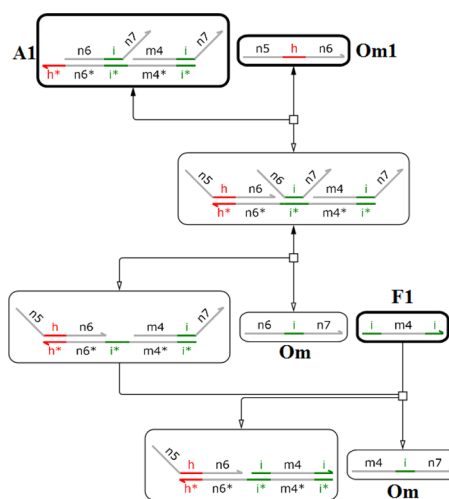 A1
n6 i n7 m4 i n7
h* n6* i* m4* i*
n5 h n6
Om1
n5 h n6 n6 i n7 m4 i n7
h* n6* i* m4* i*
n5 h n6 m4 i n7
h* n6* i* m4* i*
n6 i n7
Om
F1
i m4 i
n5 h n6 i m4 i
h* n6* i* m4* i*
m4 i n7
Om